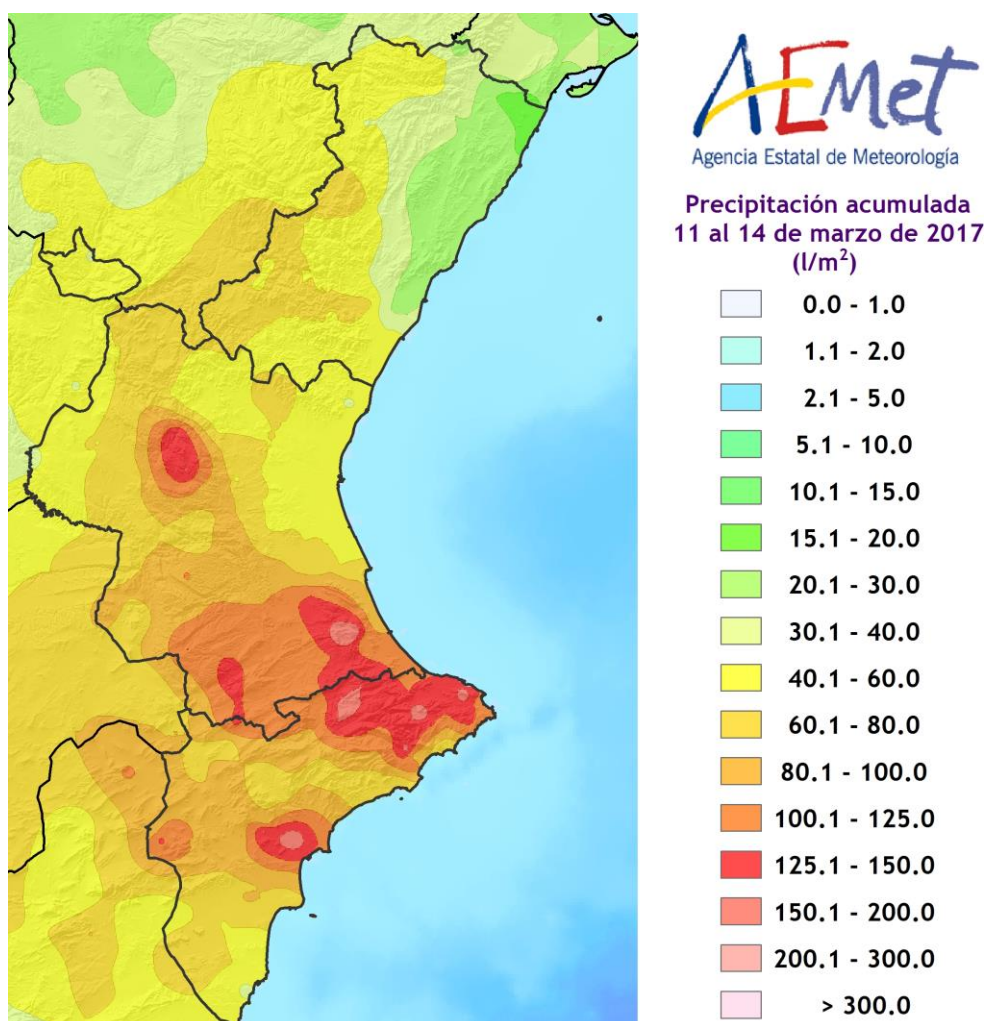 AEMet
Agencia Estatal de Meteorología
Precipitación acumulada
11 al 14 de marzo de 2017
(l/m²)
0.0 - 1.0
1.1 - 2.0
2.1 - 5.0
5.1 - 10.0
10.1 - 15.0
15.1 - 20.0
20.1 - 30.0
30.1 - 40.0
40.1 - 60.0
60.1 - 80.0
80.1 - 100.0
100.1 - 125.0
125.1 - 150.0
150.1 - 200.0
200.1 - 300.0
> 300.0